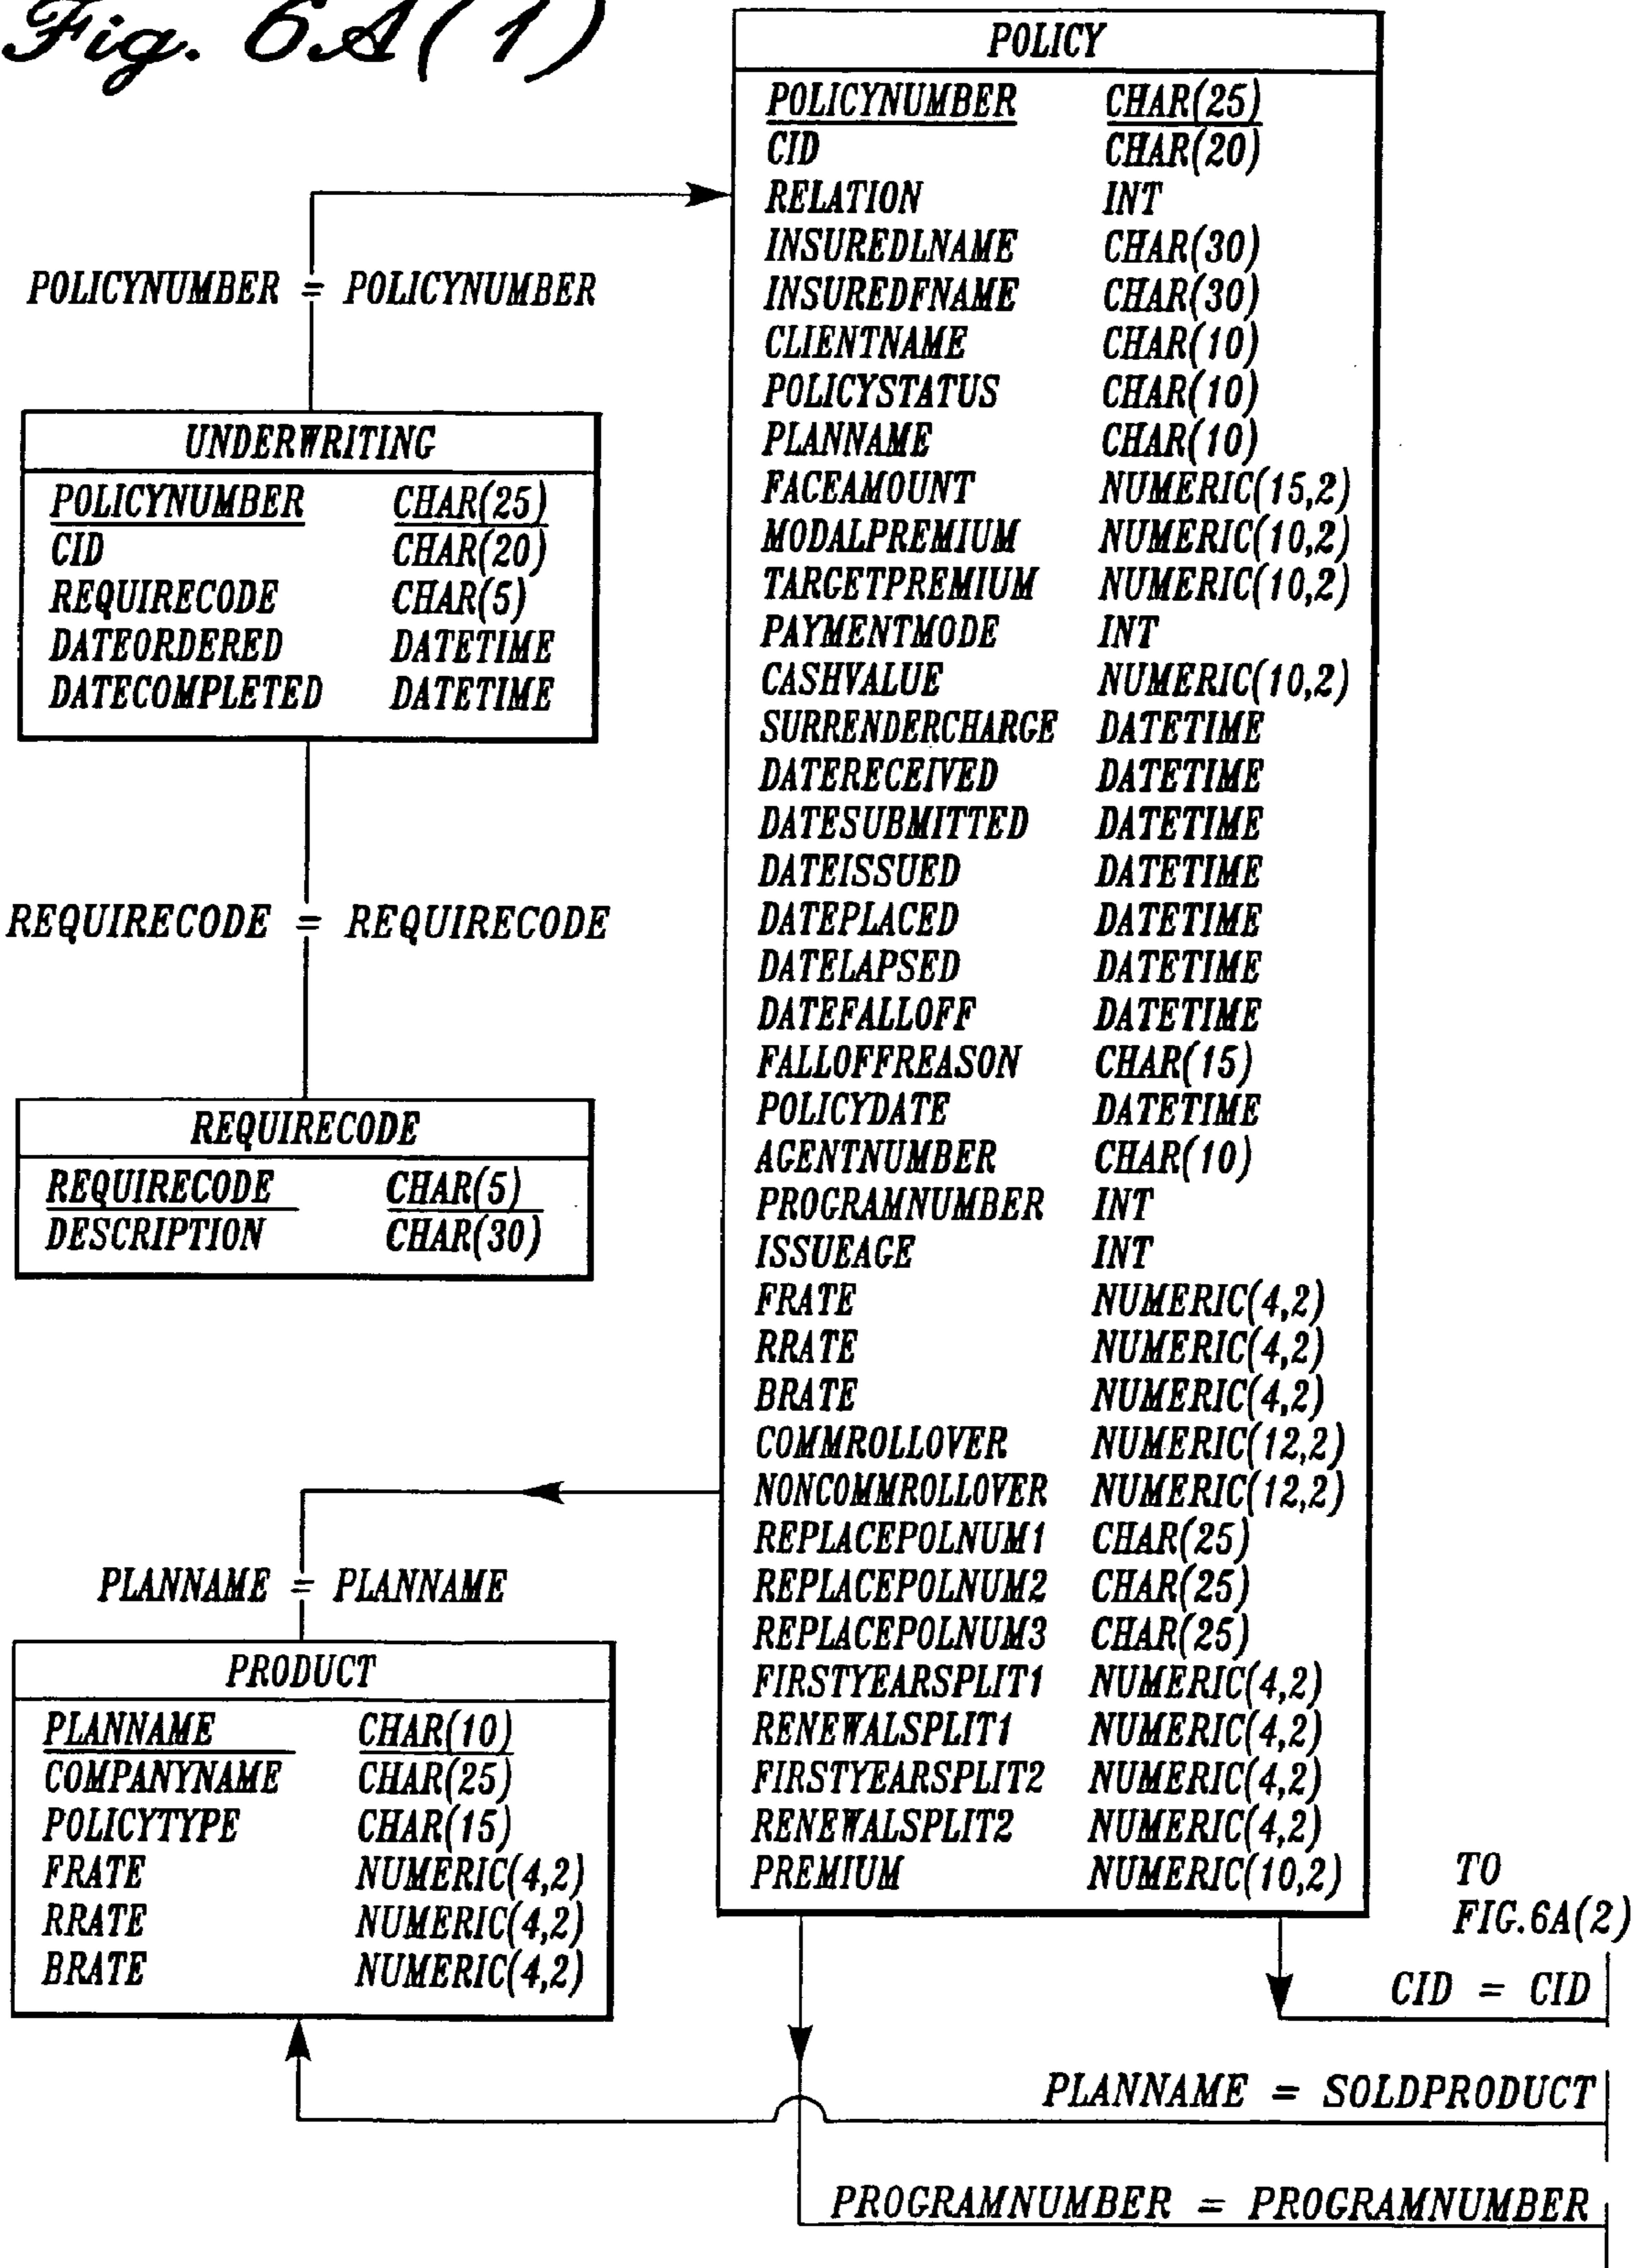 Fig. 6A(1)
POLICY
POLICYNUMBER CHAR(25)
CID CHAR(20)
RELATION INT
INSUREDLNAME CHAR(30)
INSUREDFNAME CHAR(30)
CLIENTNAME CHAR(10)
POLICYSTATUS CHAR(10)
PLANNAME CHAR(10)
FACEAMOUNT NUMERIC(15,2)
MODALPREMIUM NUMERIC(10,2)
TARGETPREMIUM NUMERIC(10,2)
PAYMENTMODE INT
CASHVALUE NUMERIC(10,2)
SURRENDERCHARGE DATETIME
DATERECEIVED DATETIME
DATESUBMITTED DATETIME
DATEISSUED DATETIME
DATEPLACED DATETIME
DATELAPSED DATETIME
DATEFALLOFF DATETIME
FALLOFFREASON CHAR(15)
POLICYDATE DATETIME
AGENTNUMBER CHAR(10)
PROGRAMNUMBER INT
ISSUEAGE INT
FRATE NUMERIC(4,2)
RRATE NUMERIC(4,2)
BRATE NUMERIC(4,2)
COMMROLLOVER NUMERIC(12,2)
NONCOMMROLLOVER NUMERIC(12,2)
REPLACEPOLNUM1 CHAR(25)
REPLACEPOLNUM2 CHAR(25)
REPLACEPOLNUM3 CHAR(25)
FIRSTYEARSPLIT1 NUMERIC(4,2)
RENEWALSPLIT1 NUMERIC(4,2)
FIRSTYEARSPLIT2 NUMERIC(4,2)
RENEWALSPLIT2 NUMERIC(4,2)
PREMIUM NUMERIC(10,2)
POLICYNUMBER = POLICYNUMBER
UNDERWRITING
POLICYNUMBER CHAR(25)
CID CHAR(20)
REQUIRECODE CHAR(5)
DATEORDERED DATETIME
DATECOMPLETED DATETIME
REQUIRECODE = REQUIRECODE
REQUIRECODE
REQUIRECODE CHAR(5)
DESCRIPTION CHAR(30)
PLANNAME = PLANNAME
PRODUCT
PLANNAME CHAR(10)
COMPANYNAME CHAR(25)
POLICYTYPE CHAR(15)
FRATE NUMERIC(4,2)
RRATE NUMERIC(4,2)
BRATE NUMERIC(4,2)
TO
FIG.6A(2)
CID = CID
PLANNAME = SOLDPRODUCT
PROGRAMNUMBER = PROGRAMNUMBER